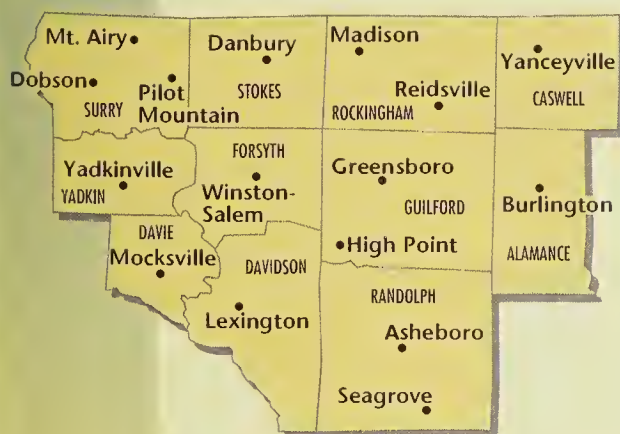 Mt. Airy
Danbury
Madison
Yanceyville
Dobson
Pilot
Mountain
SURRY
STOKES
Reidsville
ROCKINGHAM
CASWELL
Yadkinville
YADKIN
FORSYTH
Winston-
Salem
Greensboro
GUILFORD
High Point
Burlington
ALAMANCE
DAVIE
Mocksville
DAVIDSON
Lexington
RANDOLPH
Asheboro
Seagrove